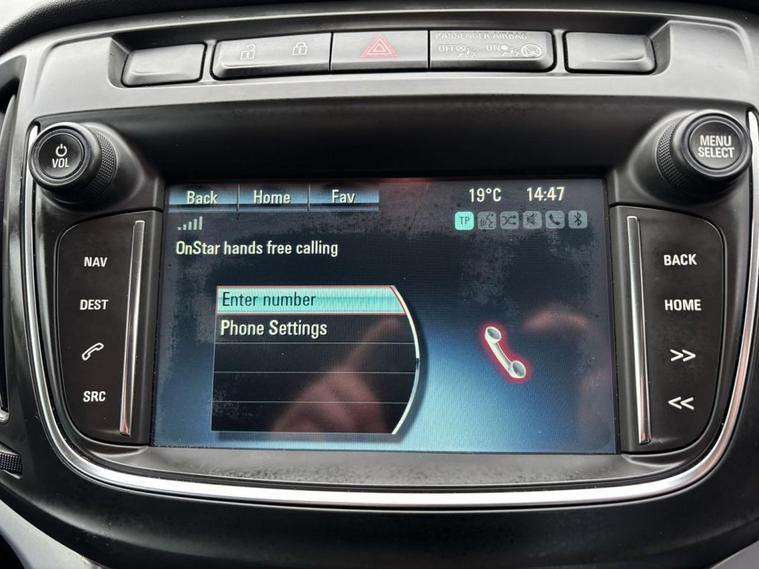 PASSENGER AIRBAG
OFF ON
VOL
MENU
SELECT
Back Home Fav 19°C 14:47
TP
OnStar hands free calling
Enter number
Phone Settings
NAV
DEST
SRC
BACK
HOME
>>
<<